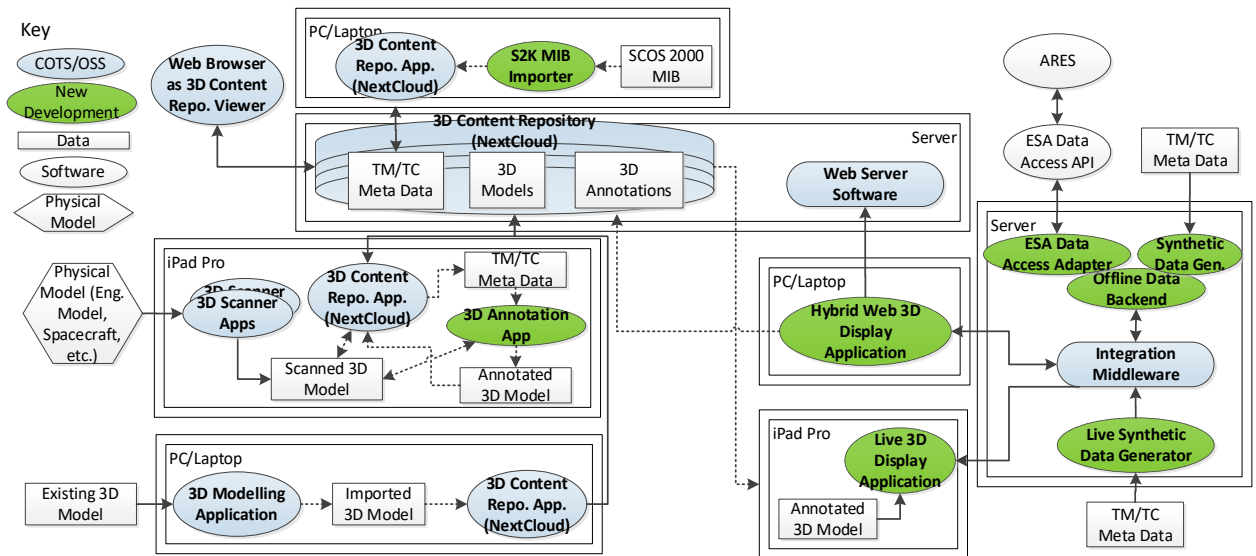 Key
COTS/OSS
New
Development
Data
Software
Physical
Model
Web Browser
as 3D Content
Repo. Viewer
PC/Laptop
3D Content
Repo. App.
(NextCloud)
S2K MIB
Importer
SCOS 2000
MIB
3D Content Repository
(NextCloud)
Server
TM/TC
Meta Data
3D
Models
3D
Annotations
Web Server
Software
ARES
ESA Data
Access API
TM/TC
Meta Data
Server
ESA Data
Access Adapter
Synthetic
Data Gen.
Offline Data
Backend
Integration
Middleware
Live Synthetic
Data Generator
TM/TC
Meta Data
Physical
Model (Eng.
Model,
Spacecraft,
etc.)
iPad Pro
3D Scanner
3D Scanner
Apps
3D Content
Repo. App.
(NextCloud)
TM/TC
Meta Data
3D Annotation
App
Scanned 3D
Model
Annotated
3D Model
PC/Laptop
Hybrid Web 3D
Display
Application
iPad Pro
Live 3D
Display
Application
Annotated
3D Model
PC/Laptop
Existing 3D
Model
3D Modelling
Application
Imported
3D Model
3D Content
Repo. App.
(NextCloud)